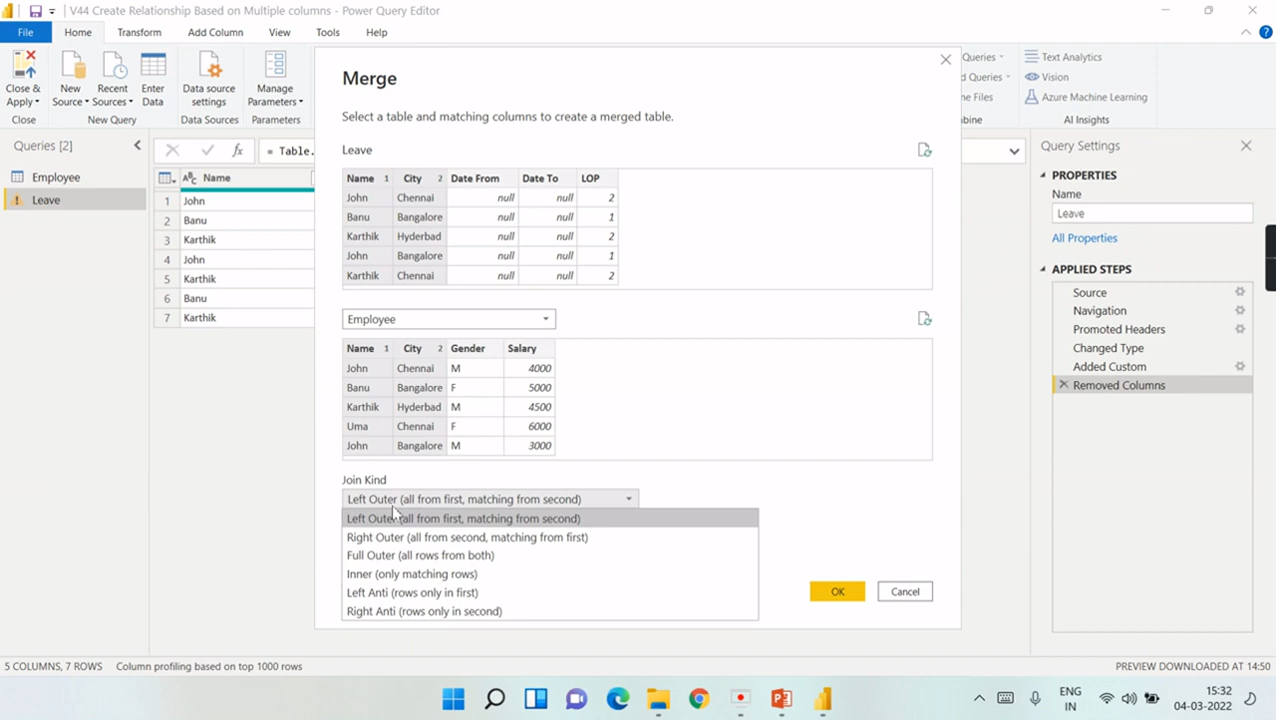 V44 Create Relationship Based on Multiple columns - Power Query Editor
File Home Transform Add Column View Tools Help
Close & Apply
New Source
Recent Sources
Enter Data
Data source settings
Manage Parameters
Queries
Queries
Files
Text Analytics
Vision
Azure Machine Learning
Close
New Query
Data Sources
Parameters
AI Insights
Queries [2]
Employee
Leave
fx
= Table.
ABC Name
1 John
2 Banu
3 Karthik
4 John
5 Karthik
6 Banu
7 Karthik
Merge
Select a table and matching columns to create a merged table.
Leave
Name 1 City 2 Date From Date To LOP
John Chennai null null 2
Banu Bangalore null null 1
Karthik Hyderbad null null 2
John Bangalore null null 1
Karthik Chennai null null 2
Employee
Name 1 City 2 Gender Salary
John Chennai M 4000
Banu Bangalore F 5000
Karthik Hyderbad M 4500
Uma Chennai F 6000
John Bangalore M 3000
Join Kind
Left Outer (all from first, matching from second)
Left Outer (all from first, matching from second)
Right Outer (all from second, matching from first)
Full Outer (all rows from both)
Inner (only matching rows)
Left Anti (rows only in first)
Right Anti (rows only in second)
OK Cancel
Query Settings
PROPERTIES
Name
Leave
All Properties
APPLIED STEPS
Source
Navigation
Promoted Headers
Changed Type
Added Custom
Removed Columns
5 COLUMNS, 7 ROWS Column profiling based on top 1000 rows
PREVIEW DOWNLOADED AT 14:50
ENG
IN
15:32
04-03-2022